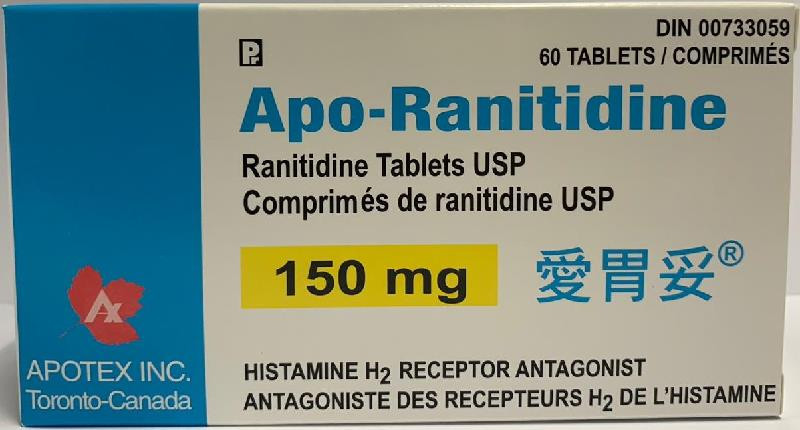 DIN 00733059
P
60 TABLETS / COMPRIMÉS
Apo-Ranitidine
Ranitidine Tablets USP
Comprimés de ranitidine USP
150 mg
愛胃妥®
AX
APOTEX INC.
Toronto-Canada
HISTAMINE H₂ RECEPTOR ANTAGONIST
ANTAGONISTE DES RECEPTEURS H₂ DE L'HISTAMINE